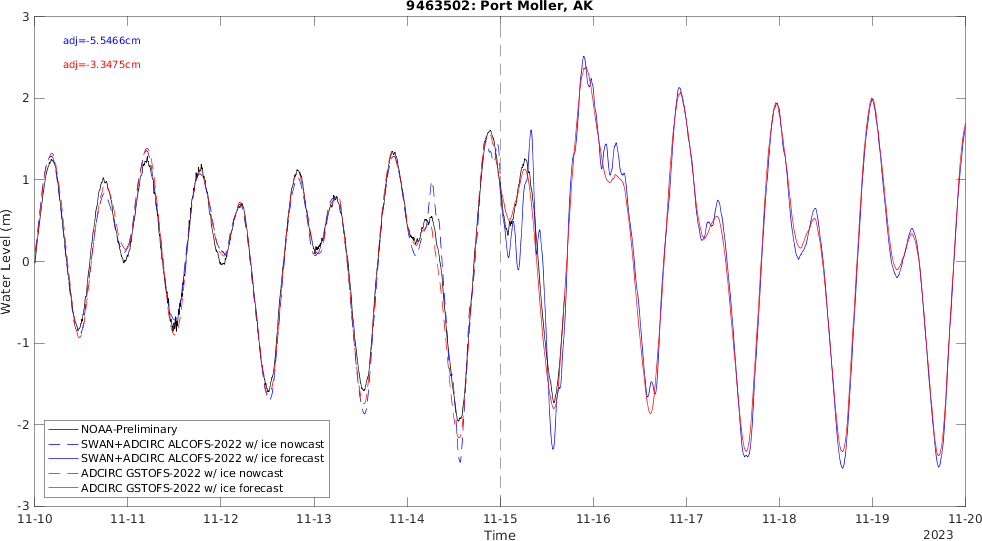 9463502: Port Moller, AK
adj=-5.5466cm
adj=-3.3475cm
Water Level (m)
3
2
1
0
-1
-2
-3
NOAA-Preliminary
SWAN+ADCIRC ALCOFS-2022 w/ ice nowcast
SWAN+ADCIRC ALCOFS-2022 w/ ice forecast
ADCIRC GSTOFS-2022 w/ ice nowcast
ADCIRC GSTOFS-2022 w/ ice forecast
11-10 11-11 11-12 11-13 11-14 11-15 11-16 11-17 11-18 11-19 11-20
Time
2023